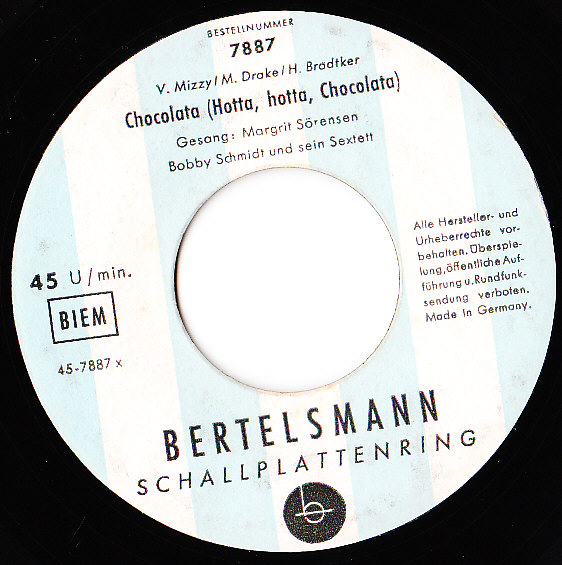 BESTELLNUMMER
7887
V. Mizzy/M. Drake/H. Bradtker
Chocolata (Hotta, hotta, Chocolata)
Gesang: Margrit Sörensen
Bobby Schmidt und sein Sextett
45 U/min.
BIEM
45-7887 x
Alle Hersteller- und
Urheberrechte vor-
behalten. Überspie-
lung, öffentliche Auf-
führung u. Rundfunk-
sendung verboten.
Made in Germany.
BERTELSMANN
SCHALLPLATTENRING
b